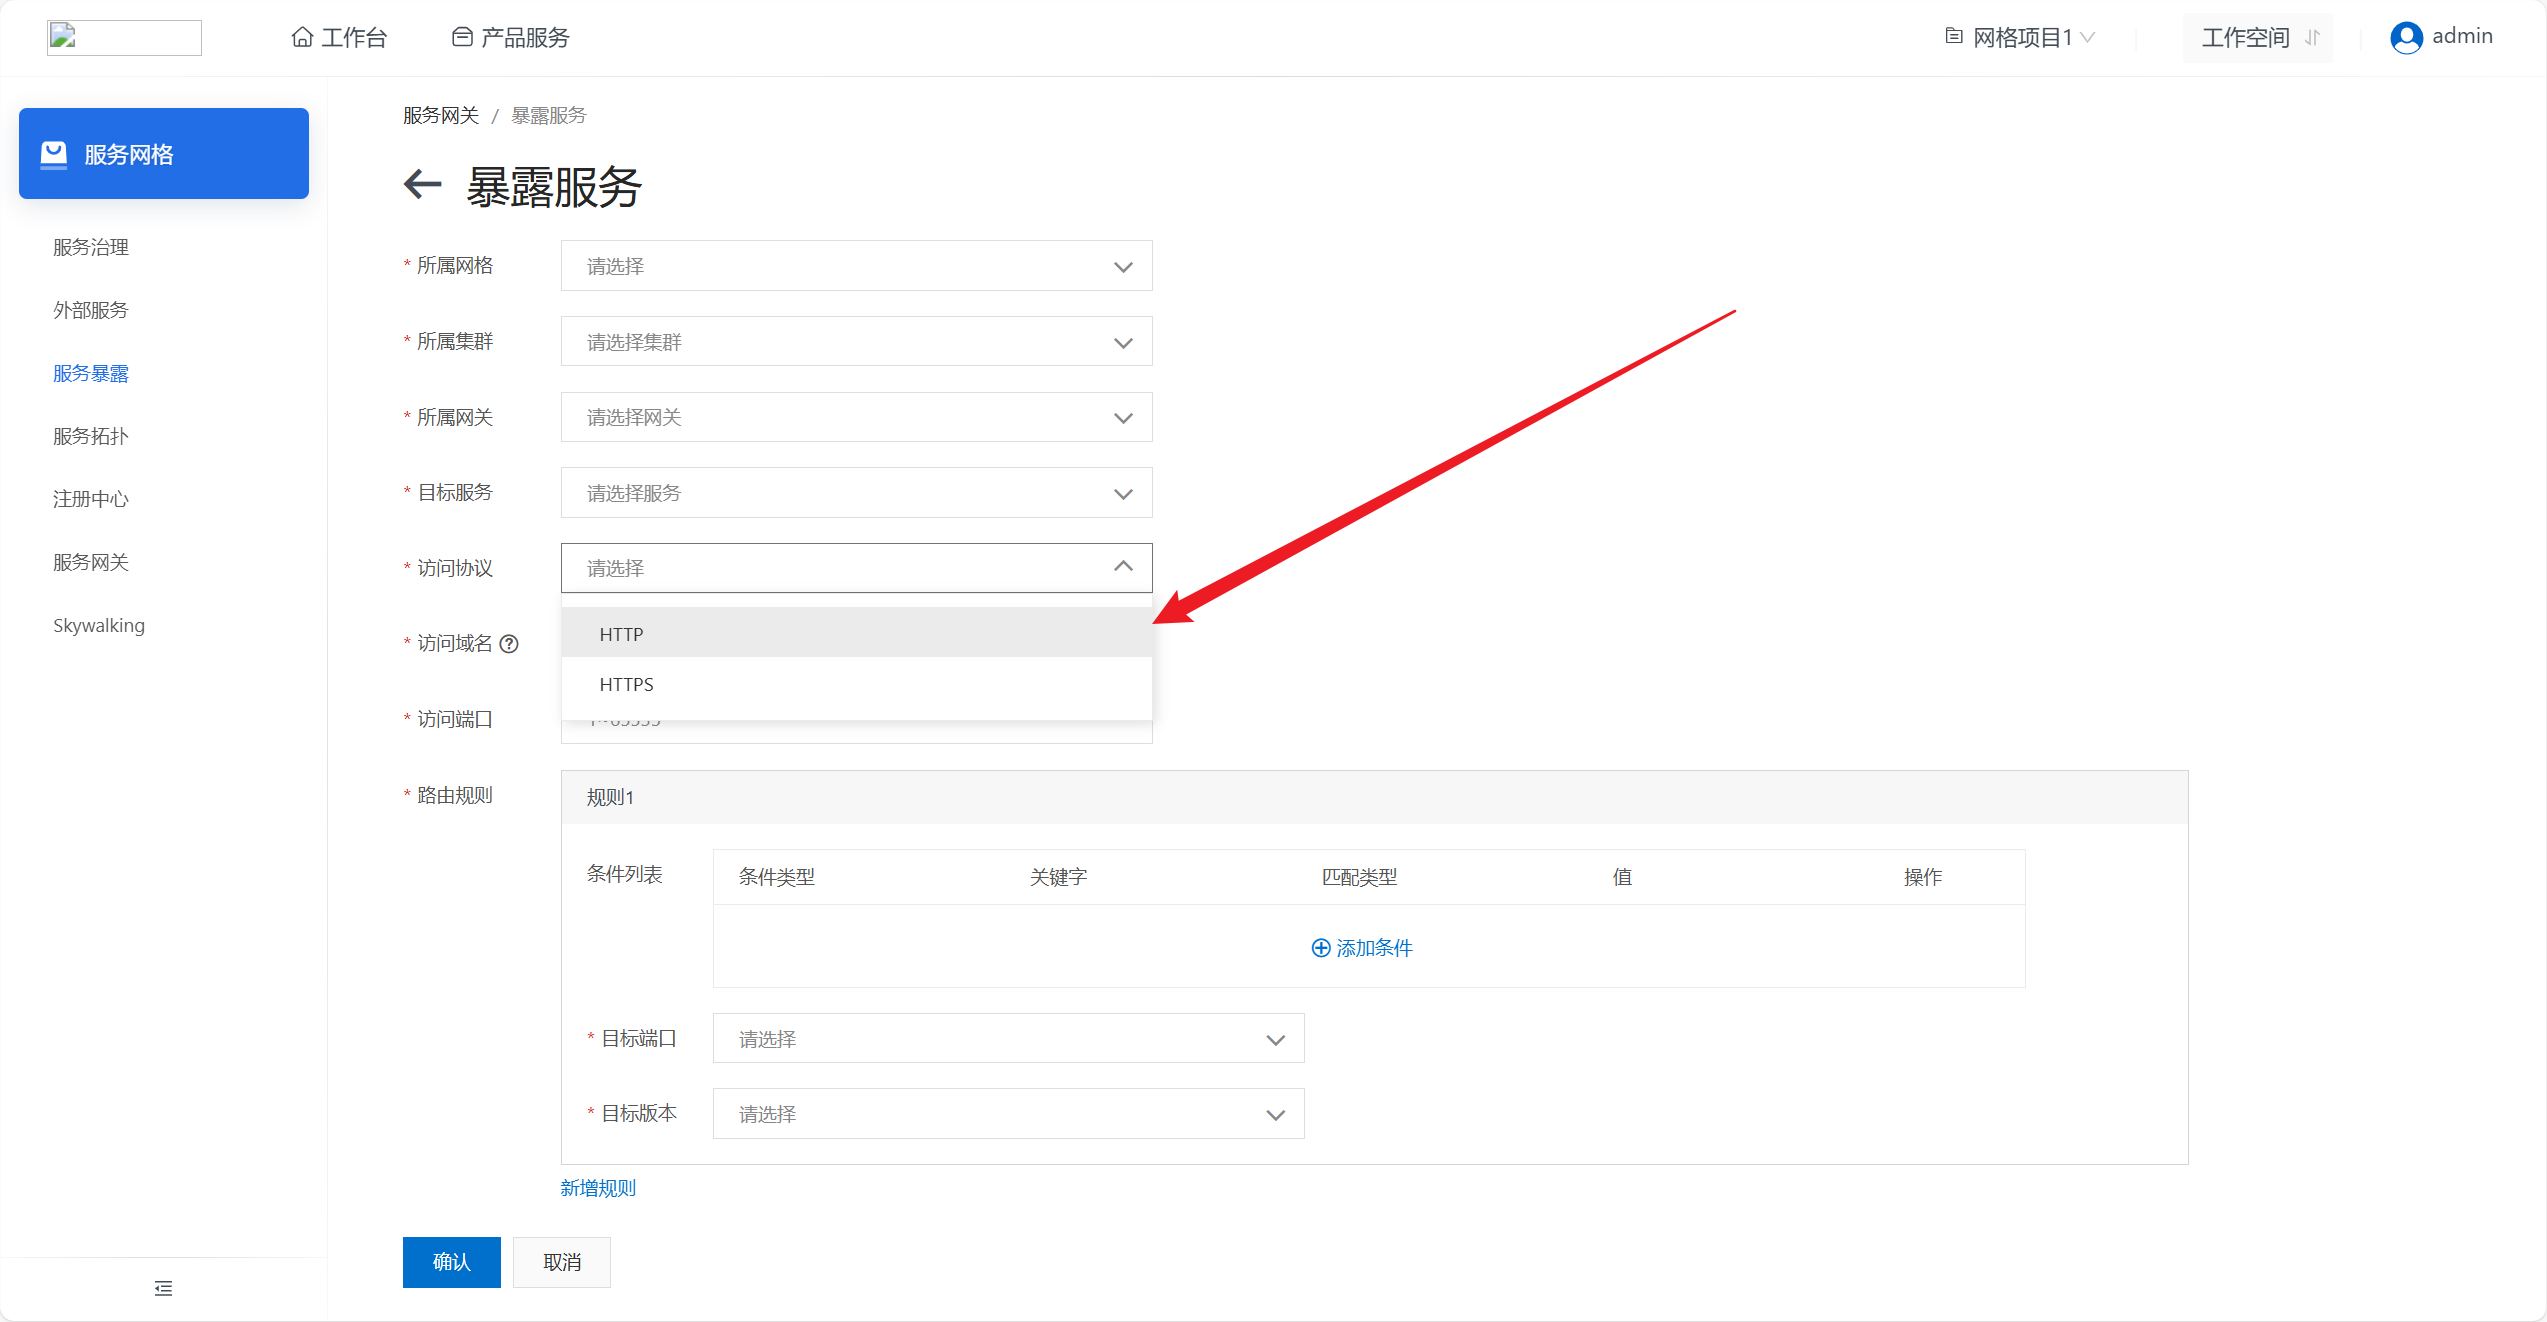 工作台 产品服务 网格项目1 工作空间 admin
服务网格
服务治理
外部服务
服务暴露
服务拓扑
注册中心
服务网关
Skywalking
服务网关 / 暴露服务
暴露服务
* 所属网格 请选择
* 所属集群 请选择集群
* 所属网关 请选择网关
* 目标服务 请选择服务
* 访问协议 请选择
HTTP
HTTPS
* 访问域名 ?
* 访问端口
* 路由规则 规则1
条件列表 条件类型 关键字 匹配类型 值 操作
添加条件
* 目标端口 请选择
* 目标版本 请选择
新增规则
确认 取消